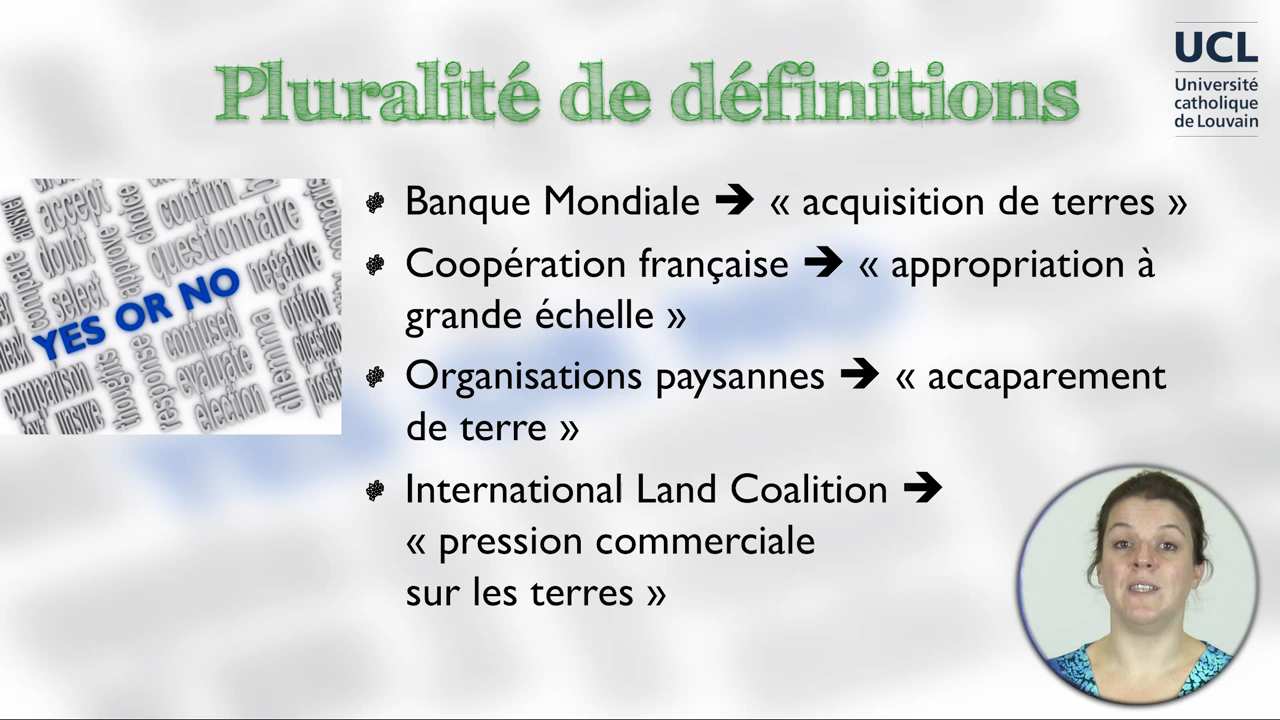 Pluralité de définitions
UCL
Université
catholique
de Louvain
Banque Mondiale ➔ « acquisition de terres »
Coopération française ➔ « appropriation à
grande échelle »
Organisations paysannes ➔ « accaparement
de terre »
International Land Coalition ➔
« pression commerciale
sur les terres »
answer
accept
doubt
choice
confirm
questionnaire
select
negative
YES OR NO
comparison
unsure
thoughts
response
confused
evaluate
election
dilemma
option